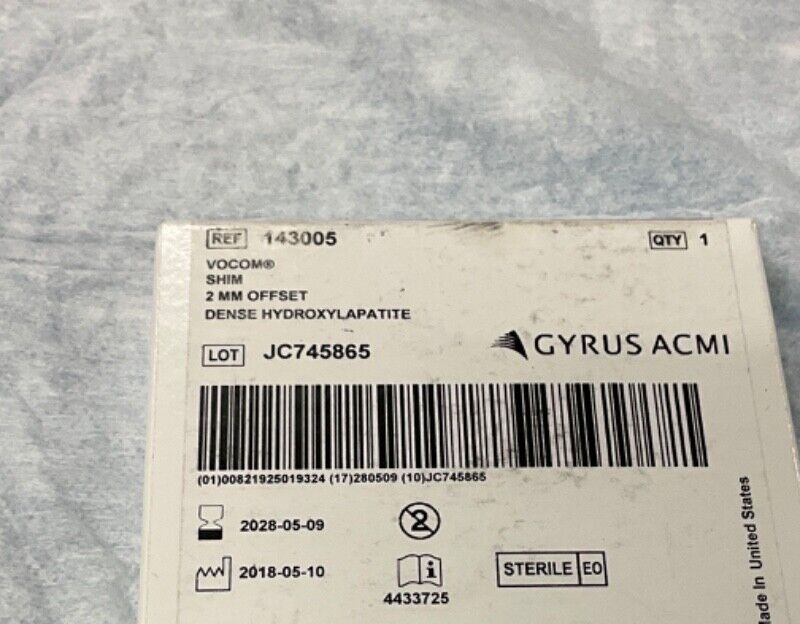 REF 143005
QTY 1
VOCOM®
SHIM
2 MM OFFSET
DENSE HYDROXYLAPATITE
LOT JC745865
GYRUS ACMI
(01)00821925019324 (17)280509 (10)JC745865
2028-05-09
2
2018-05-10
i
STERILE EO
4433725
Made In United States